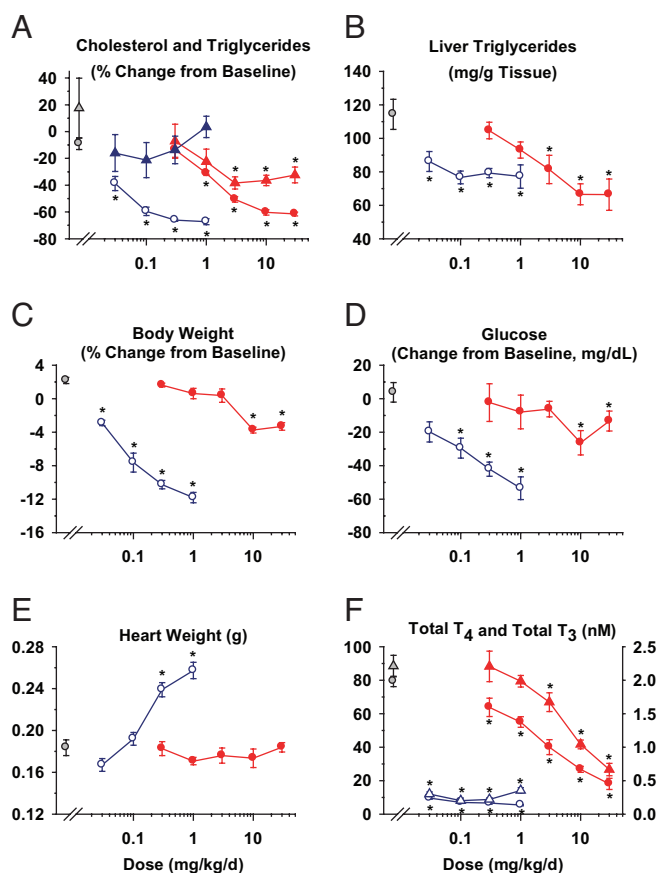 A
Cholesterol and Triglycerides
(% Change from Baseline)
40
20
0
-20
-40
-60
-80
* * * * * * * * * * *
0.1 1 10
B
Liver Triglycerides
(mg/g Tissue)
140
120
100
80
60
40
* * * * * * *
0.1 1 10
C
Body Weight
(% Change from Baseline)
4
0
-4
-8
-12
-16
* * * * * *
0.1 1 10
D
Glucose
(Change from Baseline, mg/dL)
20
0
-20
-40
-60
-80
* * * * *
0.1 1 10
E
Heart Weight (g)
0.28
0.24
0.20
0.16
0.12
* *
0.1 1 10
Dose (mg/kg/d)
F
Total T4 and Total T3 (nM)
100
80
60
40
20
0
2.5
2.0
1.5
1.0
0.5
0.0
* * * * * * * * * * * * * * * *
0.1 1 10
Dose (mg/kg/d)